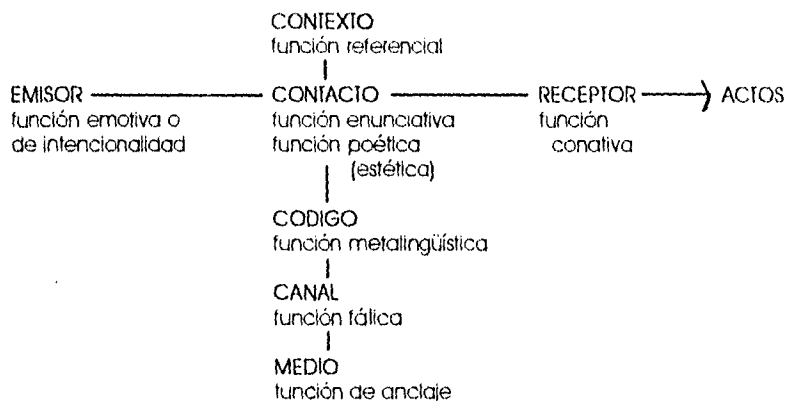 CONTEXTO
función referencial
EMISOR CONTACTO RECEPTOR ACTOS
función emotiva o función enunciativa función
de intencionalidad función poética conativa
(estética)
CODIGO
función metalingüística
CANAL
función fálica
MEDIO
función de anclaje